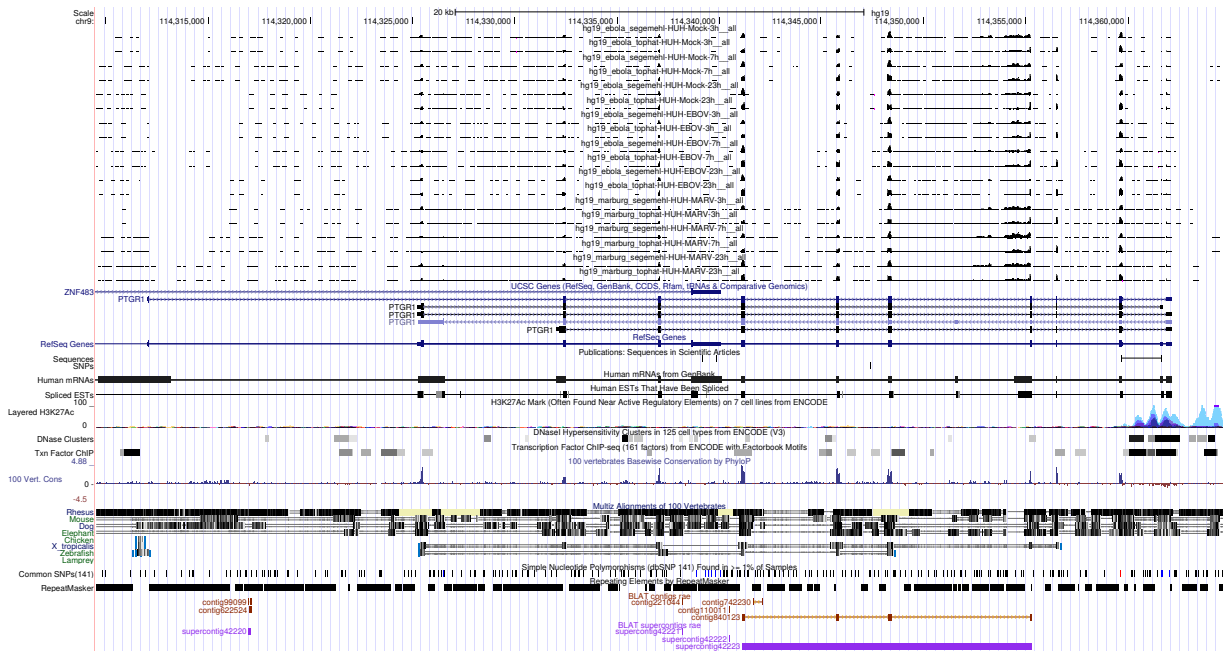 Scale 20 kb hg19
chr9: 114,315,000 114,320,000 114,325,000 114,330,000 114,335,000 114,340,000 114,345,000 114,350,000 114,355,000 114,360,000
hg19_ebola_segemehl-HUH-Mock-3h__all
hg19_ebola_tophat-HUH-Mock-3h__all
hg19_ebola_segemehl-HUH-Mock-7h__all
hg19_ebola_tophat-HUH-Mock-7h__all
hg19_ebola_segemehl-HUH-Mock-23h__all
hg19_ebola_tophat-HUH-Mock-23h__all
hg19_ebola_segemehl-HUH-EBOV-3h__all
hg19_ebola_tophat-HUH-EBOV-3h__all
hg19_ebola_segemehl-HUH-EBOV-7h__all
hg19_ebola_tophat-HUH-EBOV-7h__all
hg19_ebola_segemehl-HUH-EBOV-23h__all
hg19_ebola_tophat-HUH-EBOV-23h__all
hg19_marburg_segemehl-HUH-MARV-3h__all
hg19_marburg_tophat-HUH-MARV-3h__all
hg19_marburg_segemehl-HUH-MARV-7h__all
hg19_marburg_tophat-HUH-MARV-7h__all
hg19_marburg_segemehl-HUH-MARV-23h__all
hg19_marburg_tophat-HUH-MARV-23h__all
UCSC Genes (RefSeq, GenBank, CCDS, Rfam, tRNAs & Comparative Genomics)
ZNF483
PTGR1
PTGR1
PTGR1
PTGR1
PTGR1
RefSeq Genes
RefSeq Genes
Publications: Sequences in Scientific Articles
Sequences
SNPs
Human mRNAs from GenBank
Human mRNAs
Human ESTs That Have Been Spliced
Spliced ESTs
H3K27Ac Mark (Often Found Near Active Regulatory Elements) on 7 cell lines from ENCODE
100
Layered H3K27Ac
0
DNaseI Hypersensitivity Clusters in 125 cell types from ENCODE (V3)
DNase Clusters
Transcription Factor ChIP-seq (161 factors) from ENCODE with Factorbook Motifs
Txn Factor ChIP
100 vertebrates Basewise Conservation by PhyloP
4.88
100 Vert. Cons
0
-4.5
Multiz Alignments of 100 Vertebrates
Rhesus
Mouse
Dog
Elephant
Chicken
X_tropicalis
Zebrafish
Lamprey
Simple Nucleotide Polymorphisms (dbSNP 141) Found in >= 1% of Samples
Common SNPs(141)
Repeating Elements by RepeatMasker
RepeatMasker
BLAT contigs rae
contig99099 contig221044 contig742230
contig622524 contig110011
contig840123
BLAT supercontigs rae
supercontig42220 supercontig42221
supercontig42222
supercontig42223